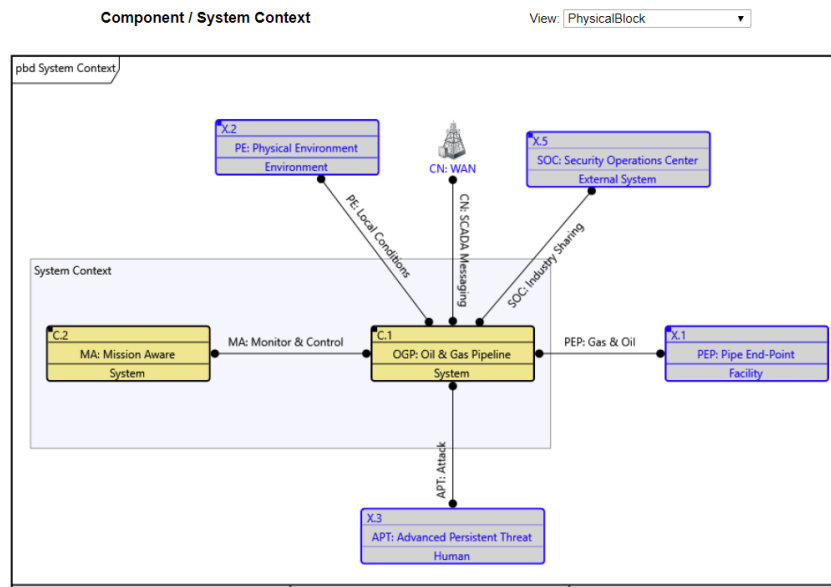 Component / System Context
View: PhysicalBlock
pbd System Context
X.2
PE: Physical Environment
Environment
CN: WAN
X.5
SOC: Security Operations Center
External System
PE: Local Conditions
CN: SCADA Messaging
SOC: Industry Sharing
System Context
C.2
MA: Mission Aware
System
MA: Monitor & Control
C.1
OGP: Oil & Gas Pipeline
System
PEP: Gas & Oil
X.1
PEP: Pipe End-Point
Facility
APT: Attack
X.3
APT: Advanced Persistent Threat
Human